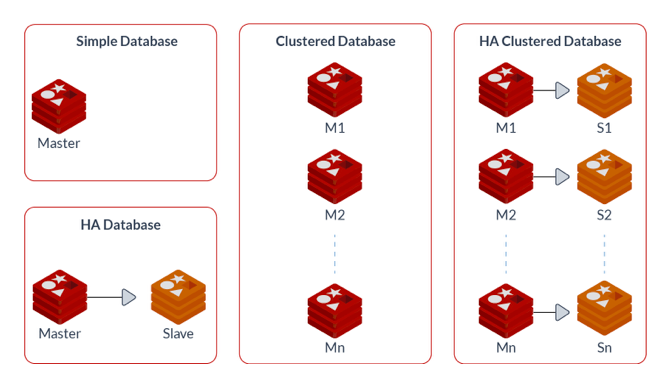 Simple Database
Master
HA Database
Master
Slave
Clustered Database
M1
M2
Mn
HA Clustered Database
M1
S1
M2
S2
Mn
Sn